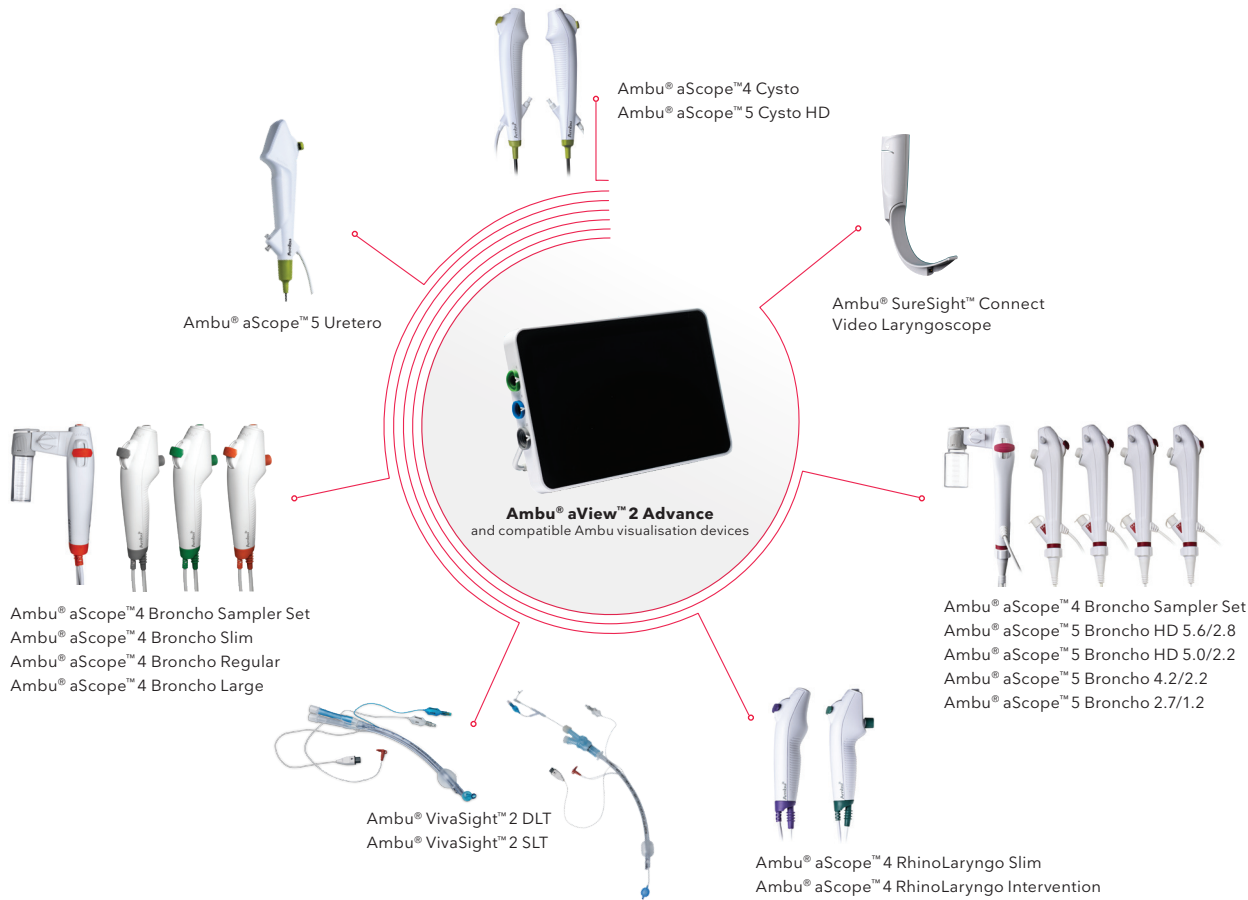 Ambu® aScope™4 Cysto
Ambu® aScope™5 Cysto HD
Ambu® aScope™5 Uretero
Ambu® SureSight™ Connect
Video Laryngoscope
Ambu® aView™ 2 Advance
and compatible Ambu visualisation devices
Ambu® aScope™4 Broncho Sampler Set
Ambu® aScope™4 Broncho Slim
Ambu® aScope™4 Broncho Regular
Ambu® aScope™4 Broncho Large
Ambu® aScope™4 Broncho Sampler Set
Ambu® aScope™5 Broncho HD 5.6/2.8
Ambu® aScope™5 Broncho HD 5.0/2.2
Ambu® aScope™5 Broncho 4.2/2.2
Ambu® aScope™5 Broncho 2.7/1.2
Ambu® VivaSight™2 DLT
Ambu® VivaSight™2 SLT
Ambu® aScope™4 RhinoLaryngo Slim
Ambu® aScope™4 RhinoLaryngo Intervention